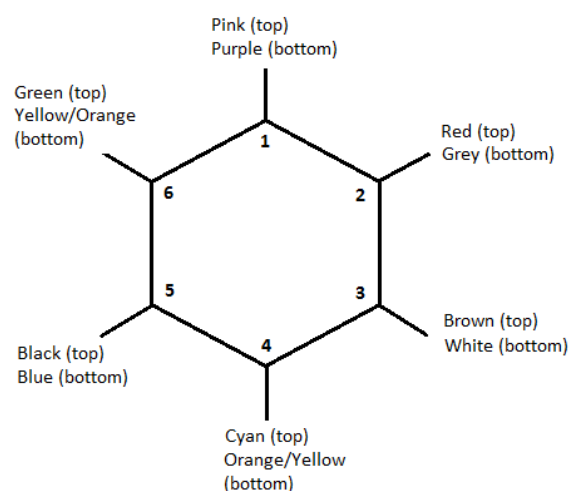 Pink (top)
Purple (bottom)
Green (top)
Yellow/Orange
(bottom)
Red (top)
Grey (bottom)
1
2
6
5
3
4
Brown (top)
White (bottom)
Black (top)
Blue (bottom)
Cyan (top)
Orange/Yellow
(bottom)